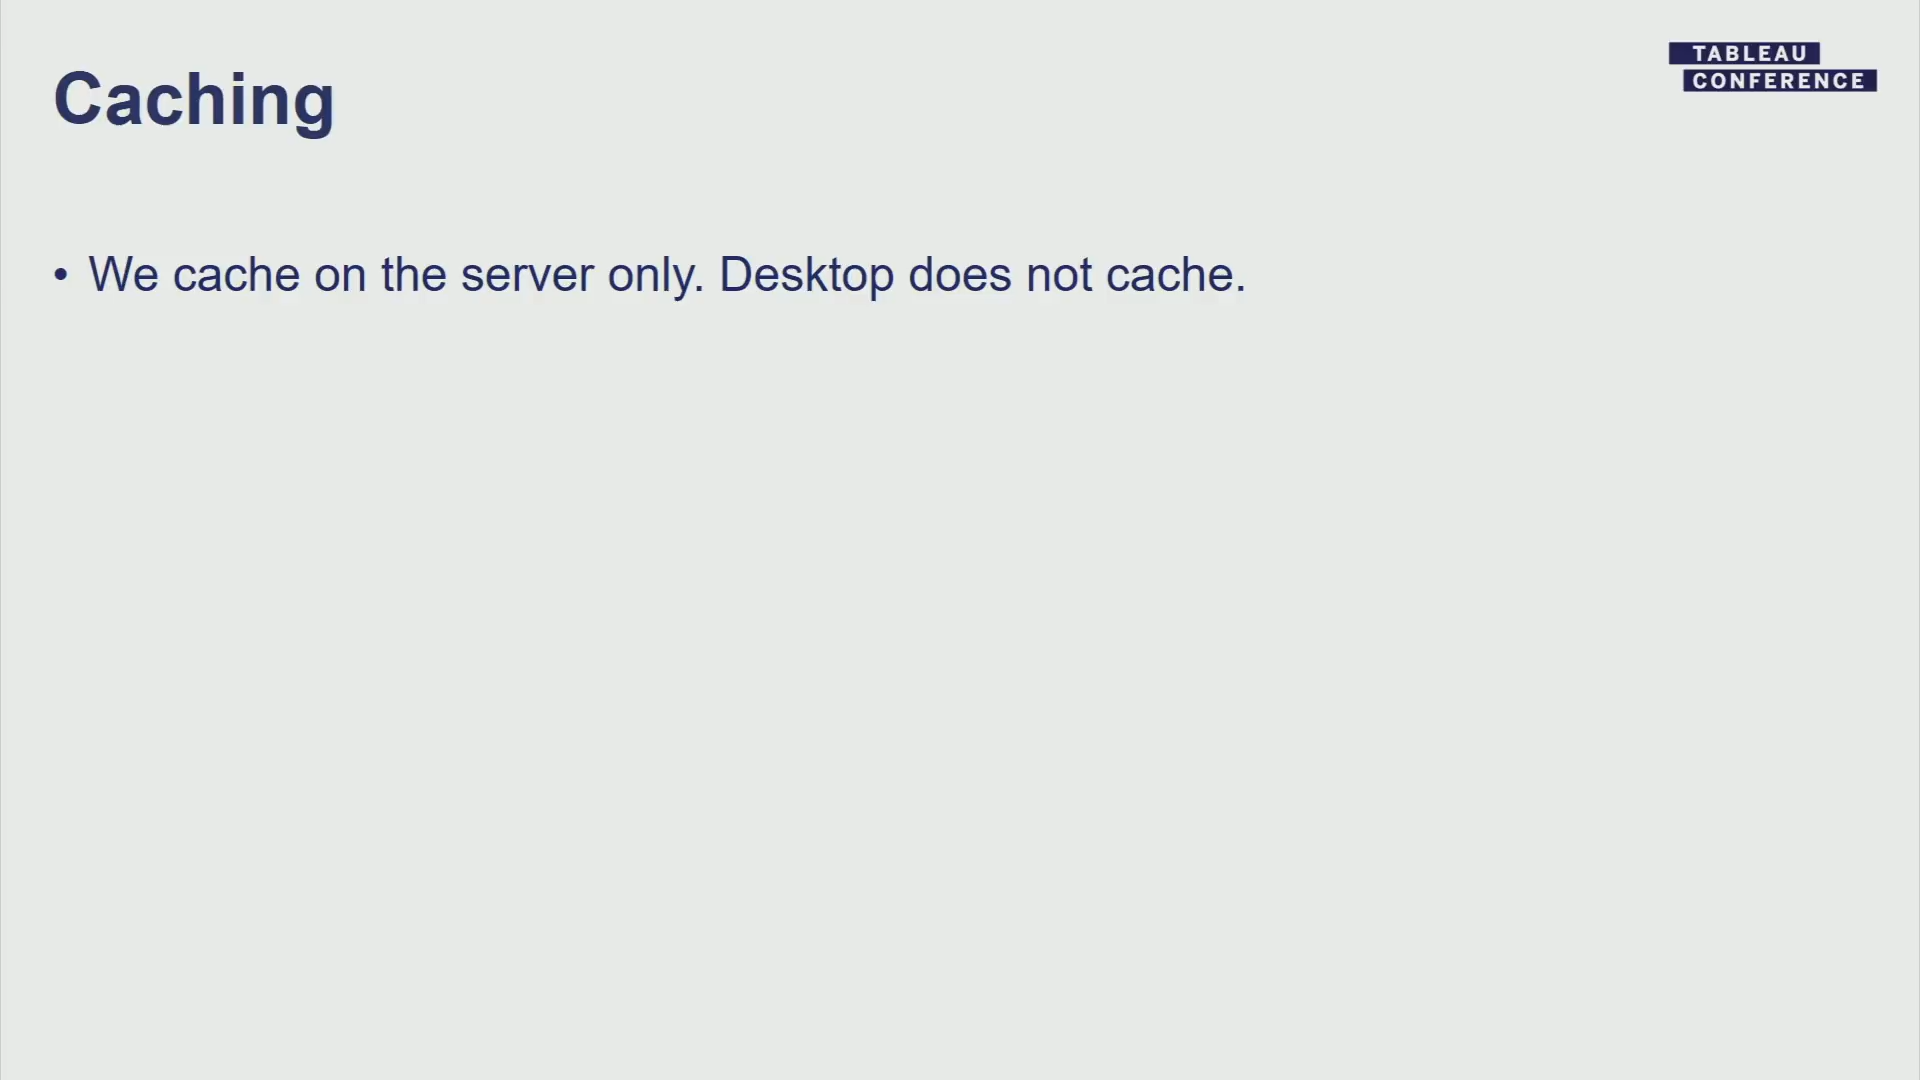 Caching
TABLEAU
CONFERENCE
• We cache on the server only. Desktop does not cache.